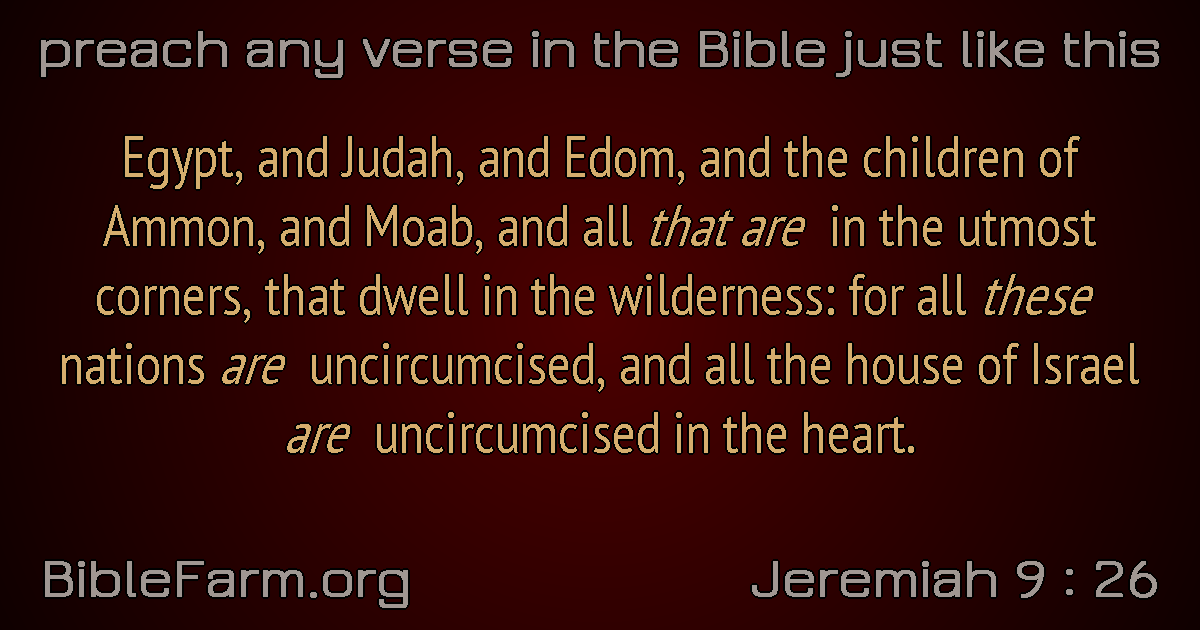 preach any verse in the Bible just like this
Egypt, and Judah, and Edom, and the children of
Ammon, and Moab, and all that are in the utmost
corners, that dwell in the wilderness: for all these
nations are uncircumcised, and all the house of Israel
are uncircumcised in the heart.
BibleFarm.org
Jeremiah 9 : 26